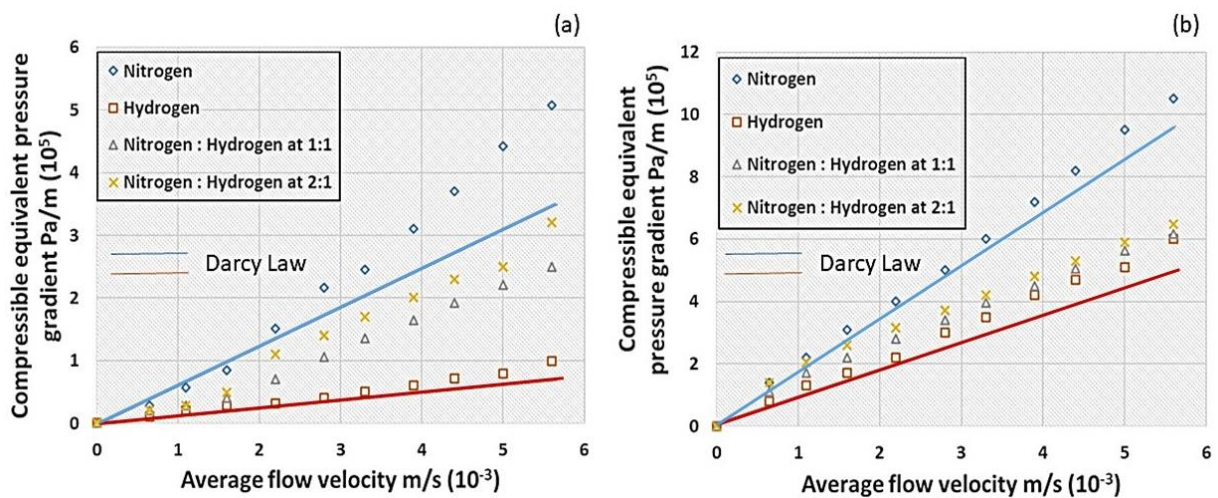 (a)
Compressible equivalent pressure
gradient Pa/m (10⁵)
6
5
4
3
2
1
0
Nitrogen
Hydrogen
Nitrogen : Hydrogen at 1:1
Nitrogen : Hydrogen at 2:1
Darcy Law
0 1 2 3 4 5 6
Average flow velocity m/s (10⁻³)
(b)
Compressible equivalent
pressure gradient Pa/m (10⁵)
12
10
8
6
4
2
0
Nitrogen
Hydrogen
Nitrogen : Hydrogen at 1:1
Nitrogen : Hydrogen at 2:1
Darcy Law
0 1 2 3 4 5 6
Average flow velocity m/s (10⁻³)